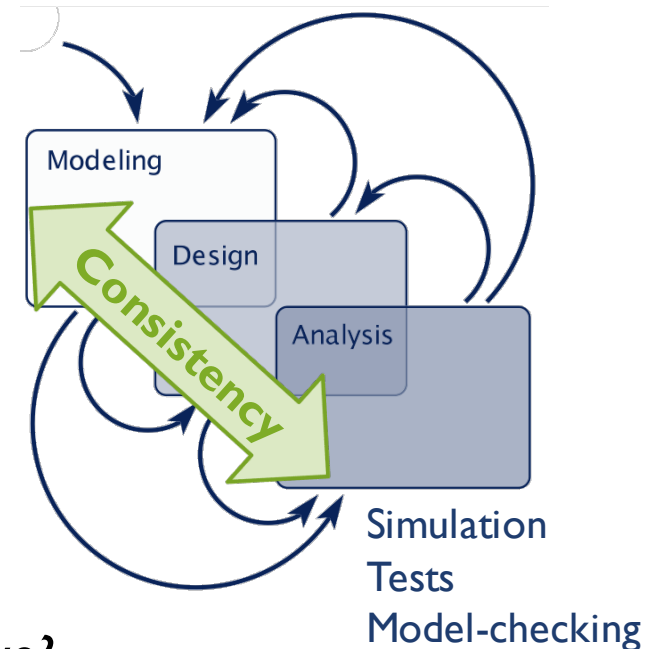 Modeling
Design
Consistency
Analysis
Simulation
Tests
Model-checking